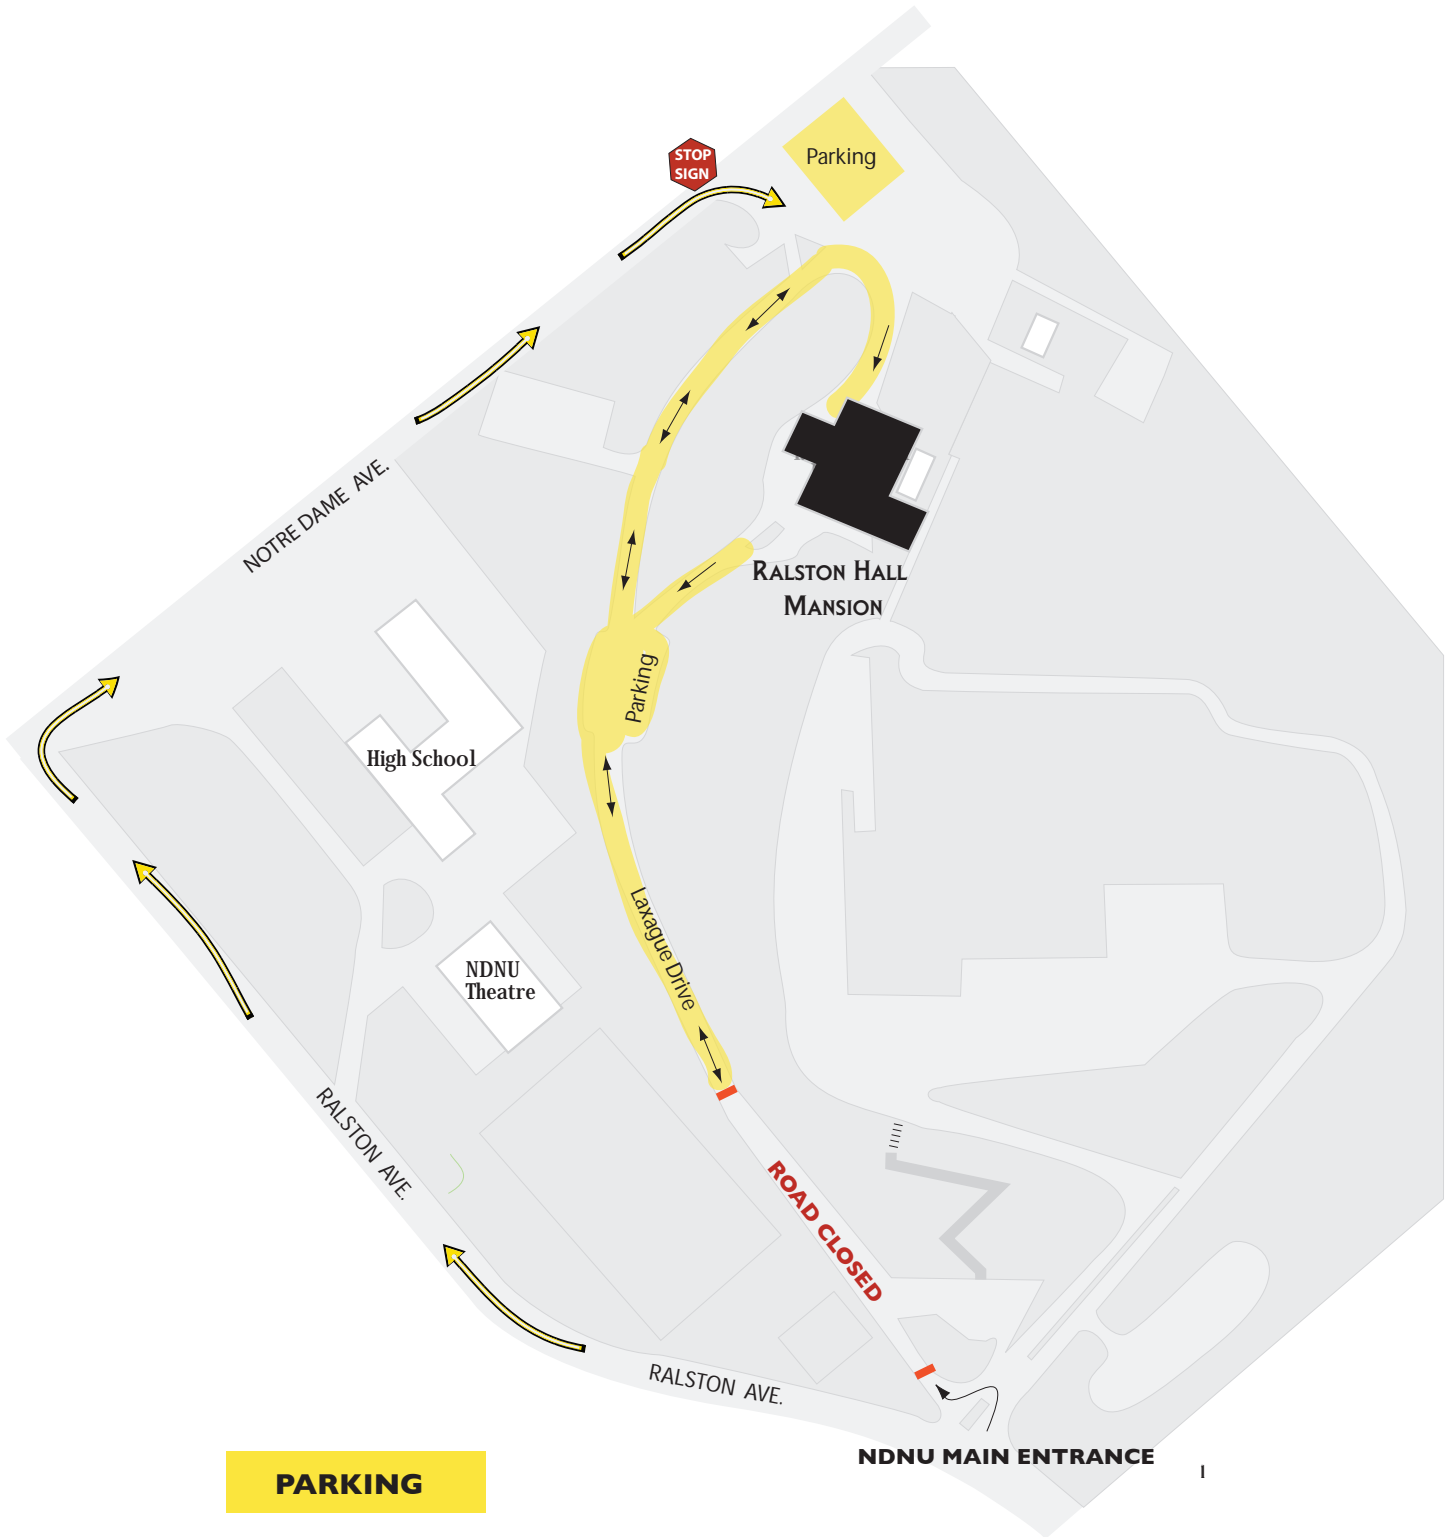 STOP
SIGN
Parking
NOTRE DAME AVE.
RALSTON HALL
MANSION
Parking
High School
Laxague Drive
NDNU
Theatre
RALSTON AVE.
ROAD CLOSED
RALSTON AVE.
NDNU MAIN ENTRANCE
PARKING